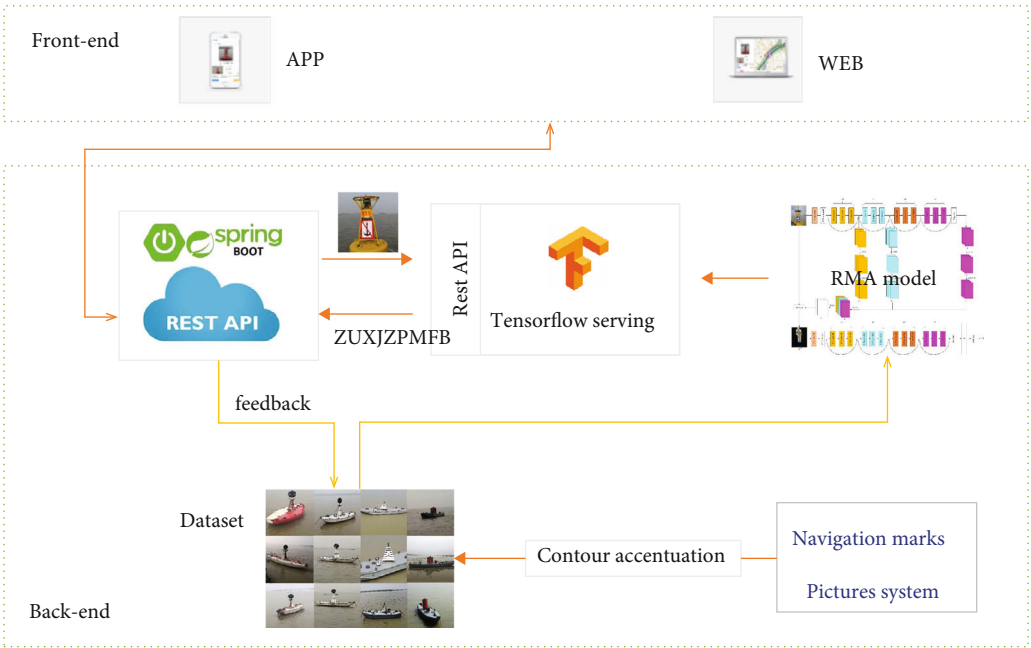 Front-end
APP
WEB
spring
BOOT
REST API
Rest API
Tensorflow serving
RMA model
ZUXJZPMFB
feedback
Dataset
Contour accentuation
Navigation marks
Pictures system
Back-end